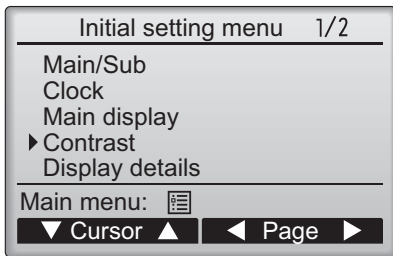 Initial setting menu 1/2
Main/Sub
Clock
Main display
Contrast
Display details
Main menu:
Cursor Page